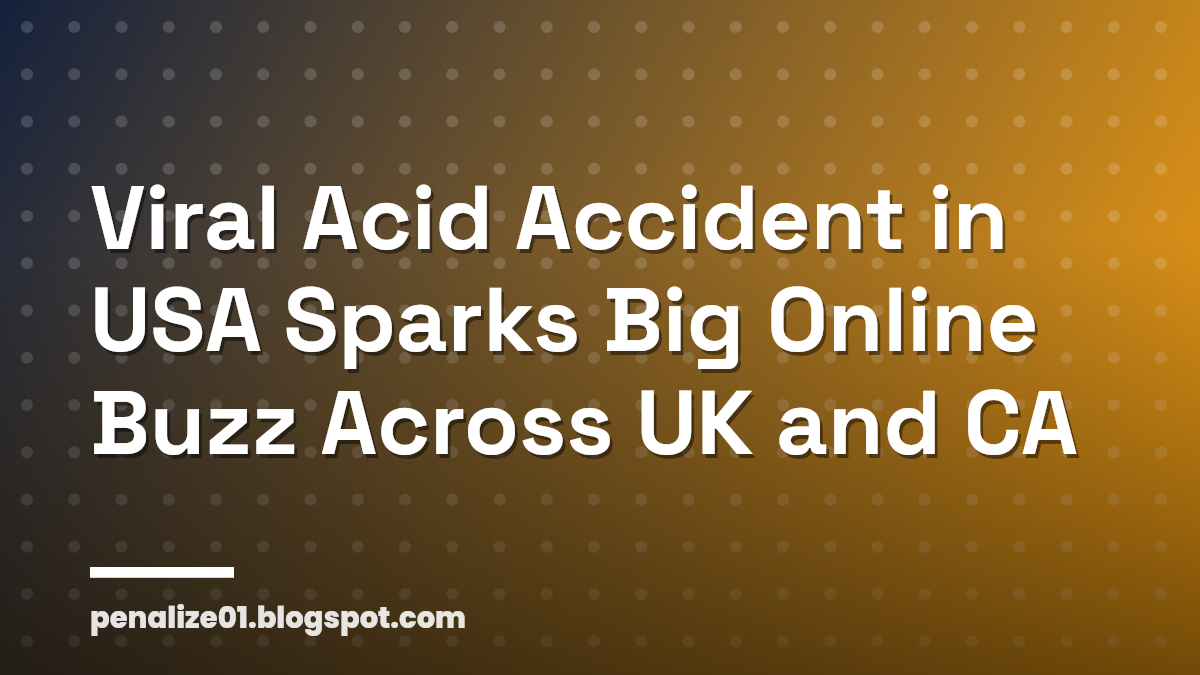 Viral Acid Accident in
USA Sparks Big Online
Buzz Across UK and CA
penalize01.blogspot.com